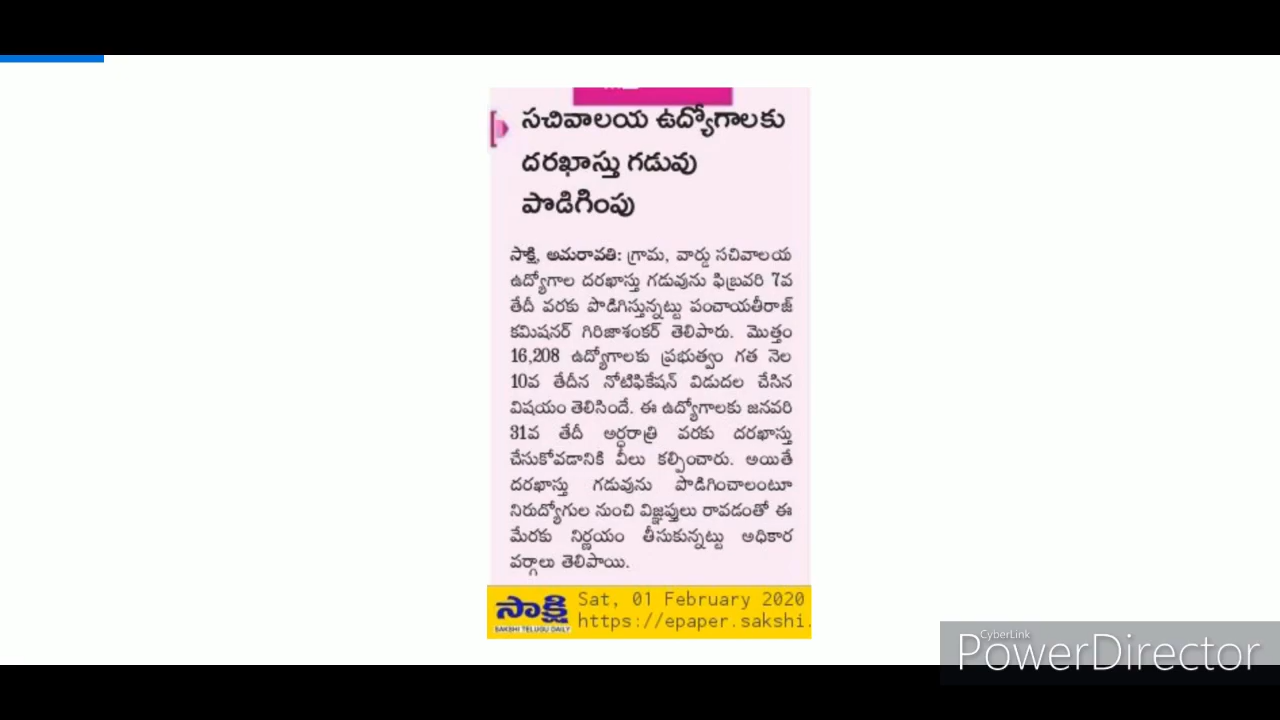 సచివాలయ ఉద్యోగాలకు
దరఖాస్తు గడువు
పొడిగింపు
సాక్షి, అమరావతి: గ్రామ, వార్డు సచివాలయ
ఉద్యోగాల దరఖాస్తు గడువును ఫిబ్రవరి 7వ
తేదీ వరకు పొడిగిస్తున్నట్టు పంచాయతీరాజ్
కమిషనర్ గిరిజాశంకర్ తెలిపారు. మొత్తం
16,208 ఉద్యోగాలకు ప్రభుత్వం గత నెల
10వ తేదీన నోటిఫికేషన్ విడుదల చేసిన
విషయం తెలిసిందే. ఈ ఉద్యోగాలకు జనవరి
31వ తేదీ అర్ధరాత్రి వరకు దరఖాస్తు
చేసుకోవడానికి వీలు కల్పించారు. అయితే
దరఖాస్తు గడువును పొడిగించాలంటూ
నిరుద్యోగుల నుంచి విజ్ఞప్తులు రావడంతో ఈ
మేరకు నిర్ణయం తీసుకున్నట్టు అధికార
వర్గాలు తెలిపాయి.
సాక్షి
SAKSHI TELUGU DAILY
Sat, 01 February 2020
https://epaper.sakshi.
CyberLink
PowerDirector